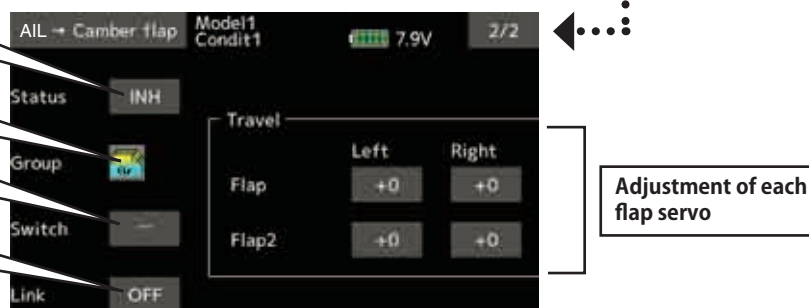 AIL → Camber flap
Model1
Condit1
7.9V
2/2
Status
INH
Group
Switch
--
Link
OFF
Travel
Left
Right
Flap
+0
+0
Flap2
+0
+0
Adjustment of each
flap servo